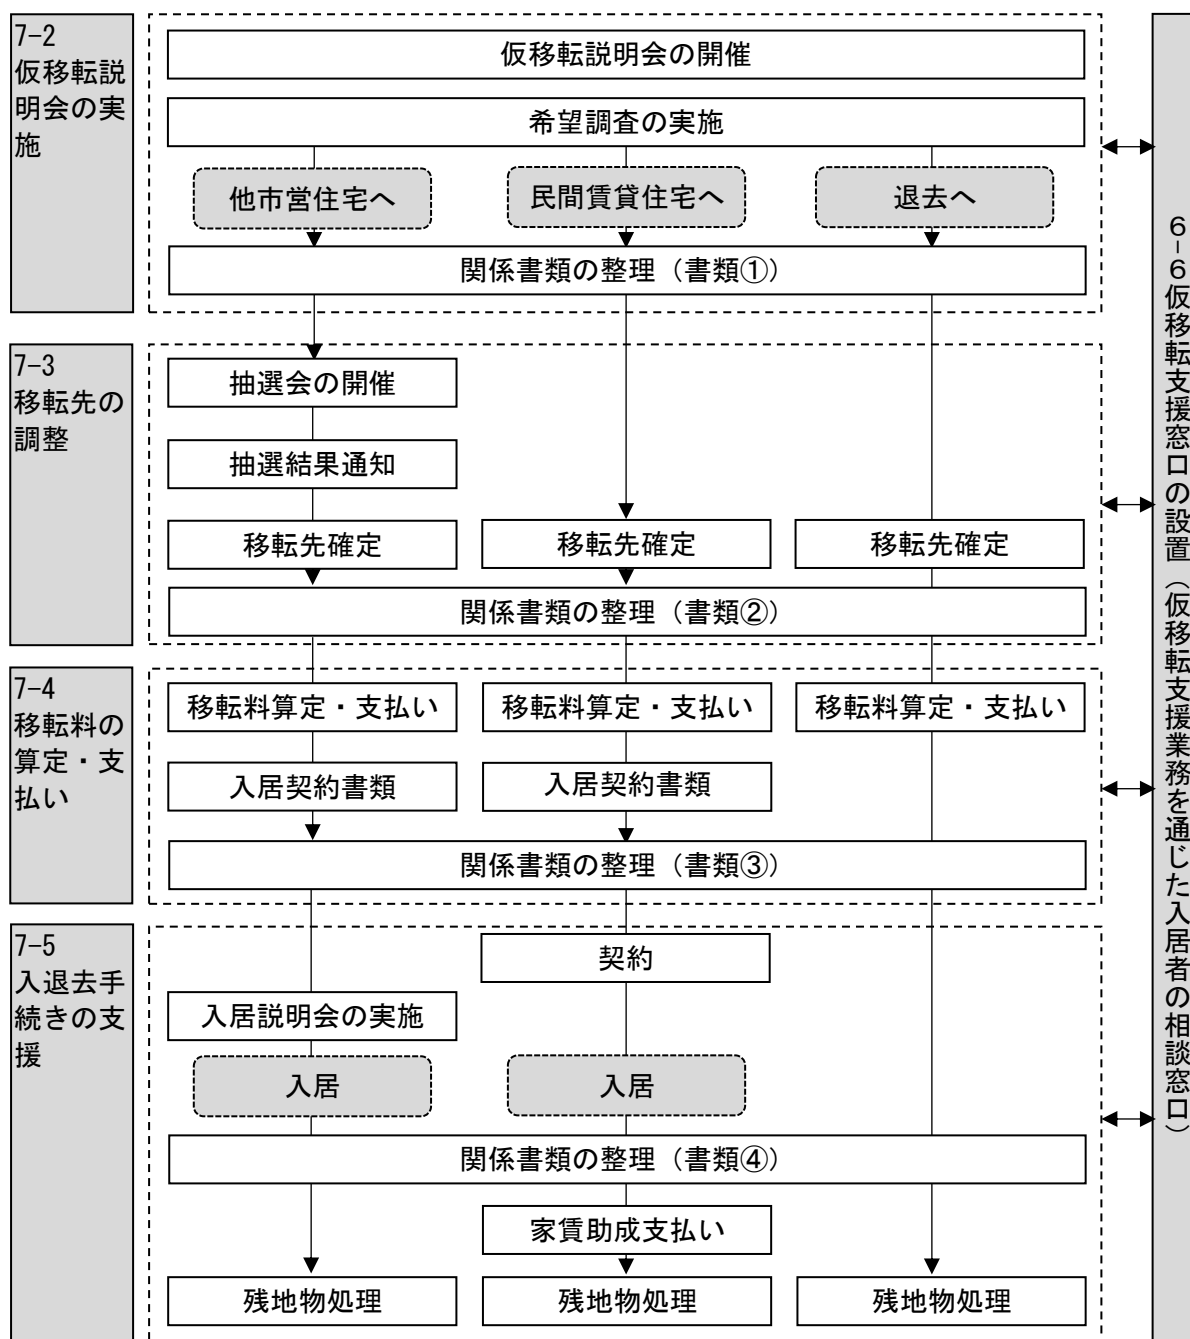 7-2
仮移転説
明会の実
施
仮移転説明会の開催
希望調査の実施
他市営住宅へ
民間賃貸住宅へ
退去へ
関係書類の整理（書類①）
7-3
移転先の
調整
抽選会の開催
抽選結果通知
移転先確定
移転先確定
移転先確定
関係書類の整理（書類②）
7-4
移転料の
算定・支
払い
移転料算定・支払い
移転料算定・支払い
移転料算定・支払い
入居契約書類
入居契約書類
関係書類の整理（書類③）
7-5
入退去手
続きの支
援
契約
入居説明会の実施
入居
入居
関係書類の整理（書類④）
家賃助成支払い
残地物処理
残地物処理
残地物処理
６-６仮移転支援窓口の設置（仮移転支援業務を通じた入居者の相談窓口）